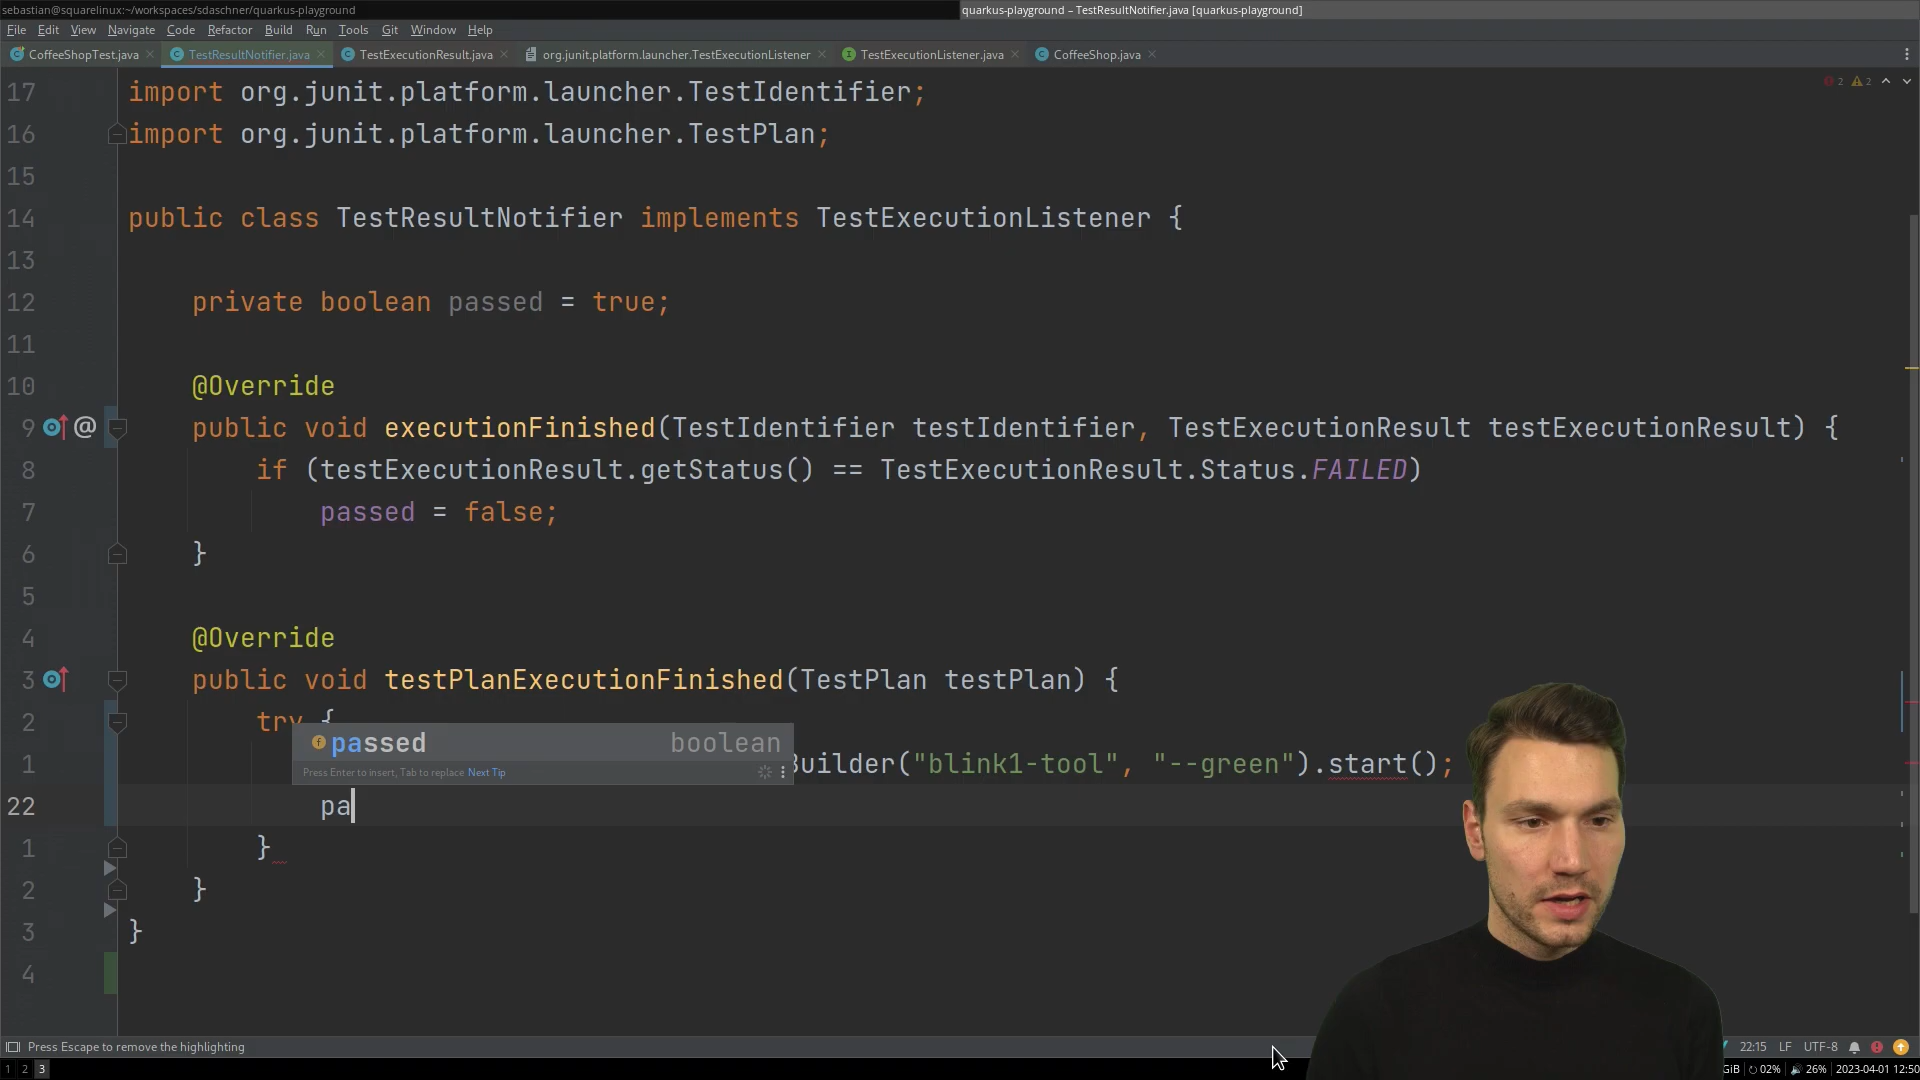 sebastian@squarelinux:~/workspaces/sdaschner/quarkus-playground
quarkus-playground – TestResultNotifier.java [quarkus-playground]
File Edit View Navigate Code Refactor Build Run Tools Git Window Help
CoffeeShopTest.java TestResultNotifier.java TestExecutionResult.java org.junit.platform.launcher.TestExecutionListener TestExecutionListener.java CoffeeShop.java
17 import org.junit.platform.launcher.TestIdentifier; 2 2
16 import org.junit.platform.launcher.TestPlan;
15
14 public class TestResultNotifier implements TestExecutionListener {
13
12 private boolean passed = true;
11
10 @Override
9 @ public void executionFinished(TestIdentifier testIdentifier, TestExecutionResult testExecutionResult) {
8 if (testExecutionResult.getStatus() == TestExecutionResult.Status.FAILED)
7 passed = false;
6 }
5
4 @Override
3 public void testPlanExecutionFinished(TestPlan testPlan) {
2 try {
passed boolean
1 Builder("blink1-tool", "--green").start();
Press Enter to insert, Tab to replace Next Tip
22 pa
1 }
2 }
3 }
4
Press Escape to remove the highlighting 22:15 LF UTF-8
1 2 3 GiB 02% 26% 2023-04-01 12:50